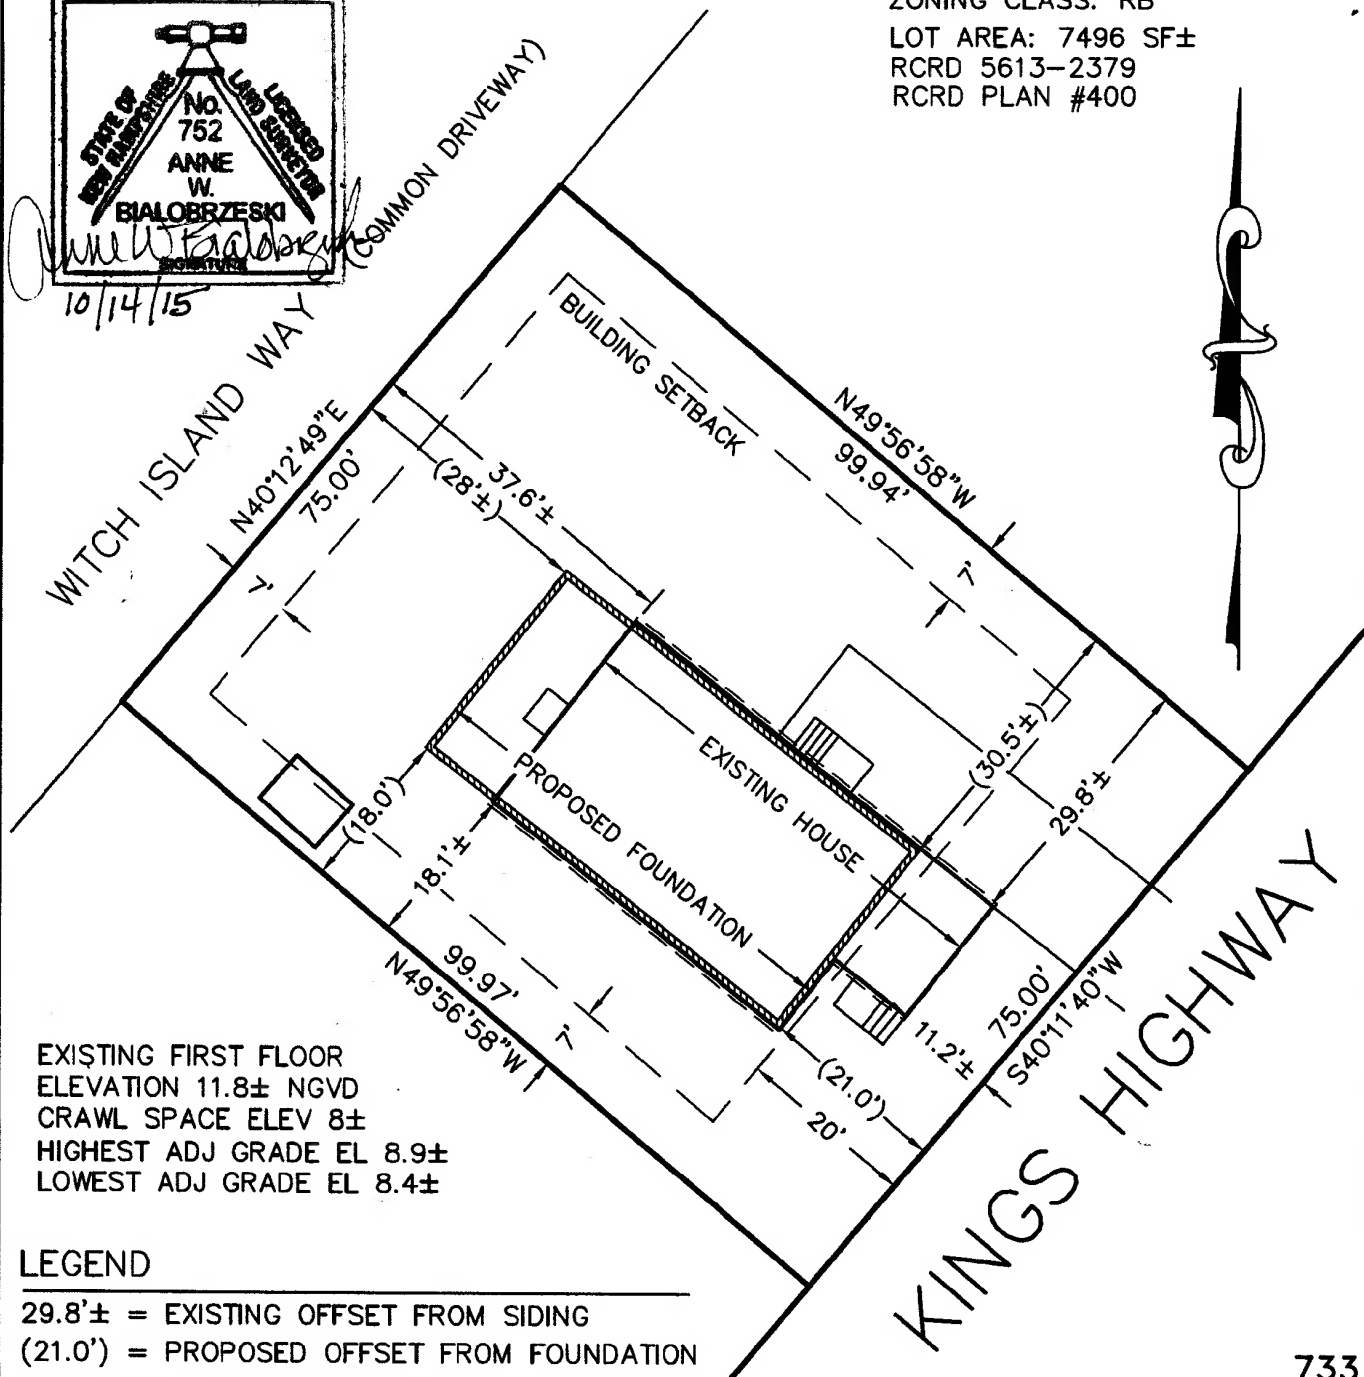 ZONING CLASS: RB
LOT AREA: 7496 SF±
RCRD 5613-2379
RCRD PLAN #400
STATE OF
NEW HAMPSHIRE
LICENSED
LAND SURVEYOR
No.
752
ANNE
W.
BIALOBRZESKI
Anne W Bialobrzeski
SIGNATURE
10/14/15
WITCH ISLAND WAY (COMMON DRIVEWAY)
N40°12'49"E
75.00'
BUILDING SETBACK
N49°56'58"W
99.94'
37.6'±
(28'±)
7'
7'
EXISTING HOUSE
PROPOSED FOUNDATION
(30.5'±)
29.8'±
(18.0')
18.1'±
99.97'
N49°56'58"W
7'
(21.0')
20'
11.2'±
75.00'
S40°11'40"W
KINGS HIGHWAY
EXISTING FIRST FLOOR
ELEVATION 11.8± NGVD
CRAWL SPACE ELEV 8±
HIGHEST ADJ GRADE EL 8.9±
LOWEST ADJ GRADE EL 8.4±
LEGEND
29.8'± = EXISTING OFFSET FROM SIDING
(21.0') = PROPOSED OFFSET FROM FOUNDATION
733